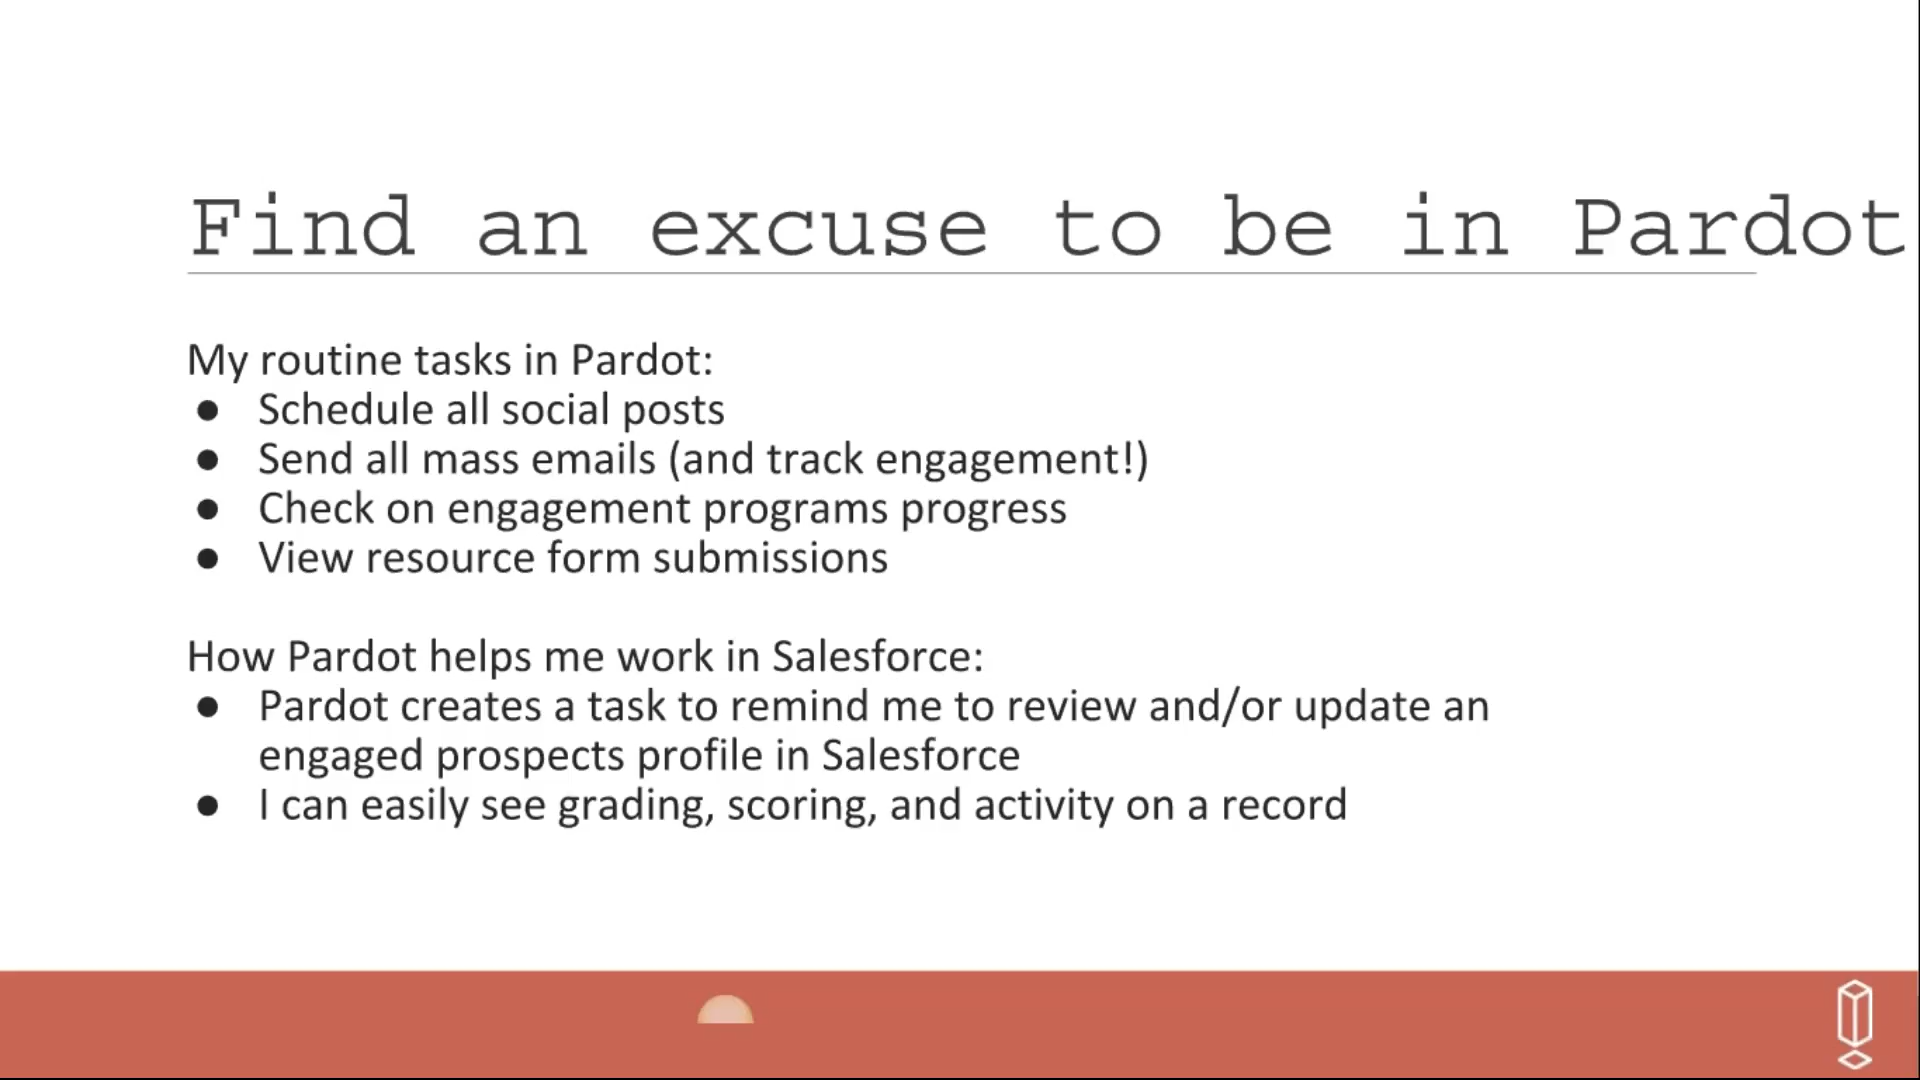 Find an excuse to be in Pardot
My routine tasks in Pardot:
● Schedule all social posts
● Send all mass emails (and track engagement!)
● Check on engagement programs progress
● View resource form submissions
How Pardot helps me work in Salesforce:
● Pardot creates a task to remind me to review and/or update an
engaged prospects profile in Salesforce
● I can easily see grading, scoring, and activity on a record